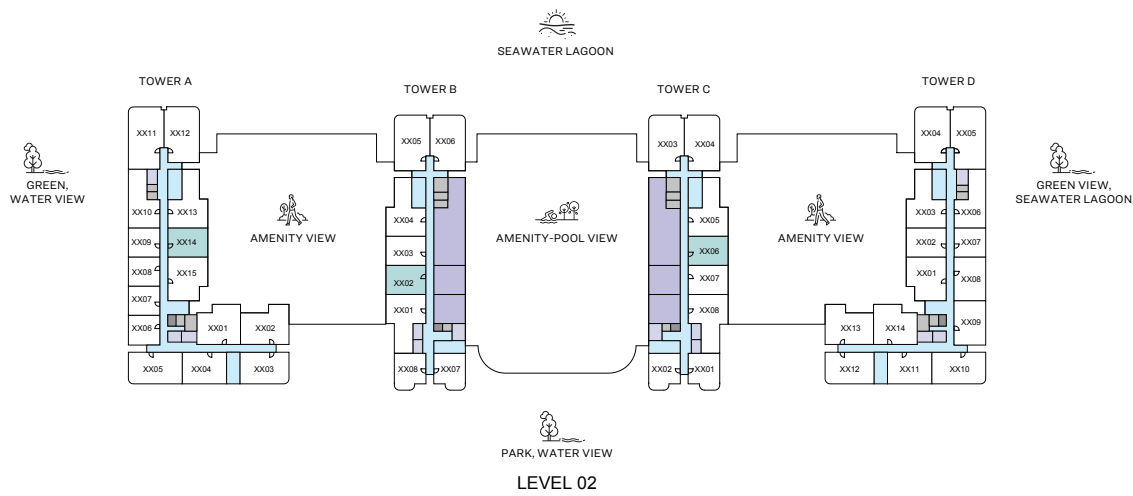 SEAWATER LAGOON
TOWER A
TOWER B
TOWER C
TOWER D
XX11
XX12
XX05
XX06
XX03
XX04
XX04
XX05
GREEN,
WATER VIEW
GREEN VIEW,
SEAWATER LAGOON
XX10
XX13
XX04
XX05
XX03
XX06
AMENITY VIEW
AMENITY-POOL VIEW
AMENITY VIEW
XX09
XX14
XX03
XX06
XX02
XX07
XX08
XX15
XX02
XX07
XX01
XX08
XX07
XX01
XX08
XX06
XX01
XX02
XX13
XX14
XX09
XX05
XX04
XX03
XX08
XX07
XX02
XX01
XX12
XX11
XX10
PARK, WATER VIEW
LEVEL 02